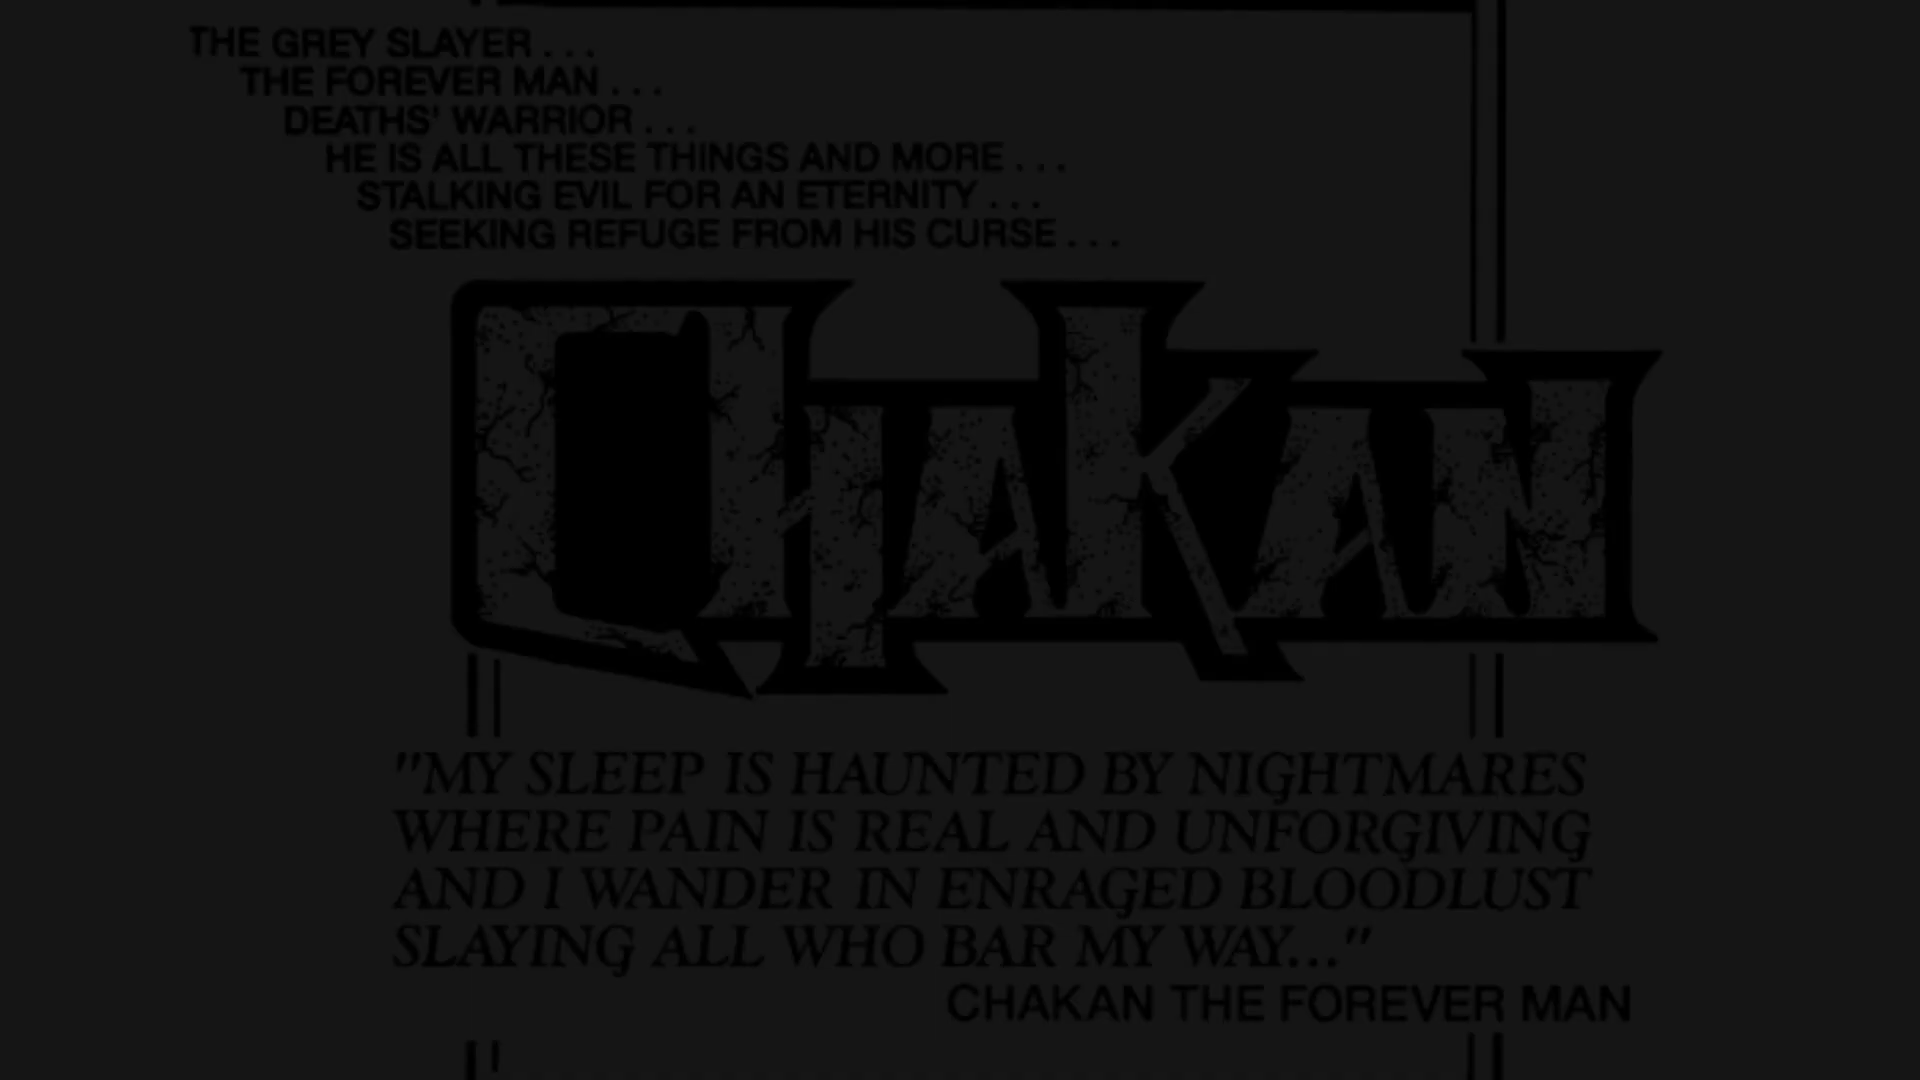 THE GREY SLAYER . . .
THE FOREVER MAN . . .
DEATHS' WARRIOR . . .
HE IS ALL THESE THINGS AND MORE . . .
STALKING EVIL FOR AN ETERNITY . . .
SEEKING REFUGE FROM HIS CURSE . . .
CHAKAN
"MY SLEEP IS HAUNTED BY NIGHTMARES
WHERE PAIN IS REAL AND UNFORGIVING
AND I WANDER IN ENRAGED BLOODLUST
SLAYING ALL WHO BAR MY WAY..."
CHAKAN THE FOREVER MAN